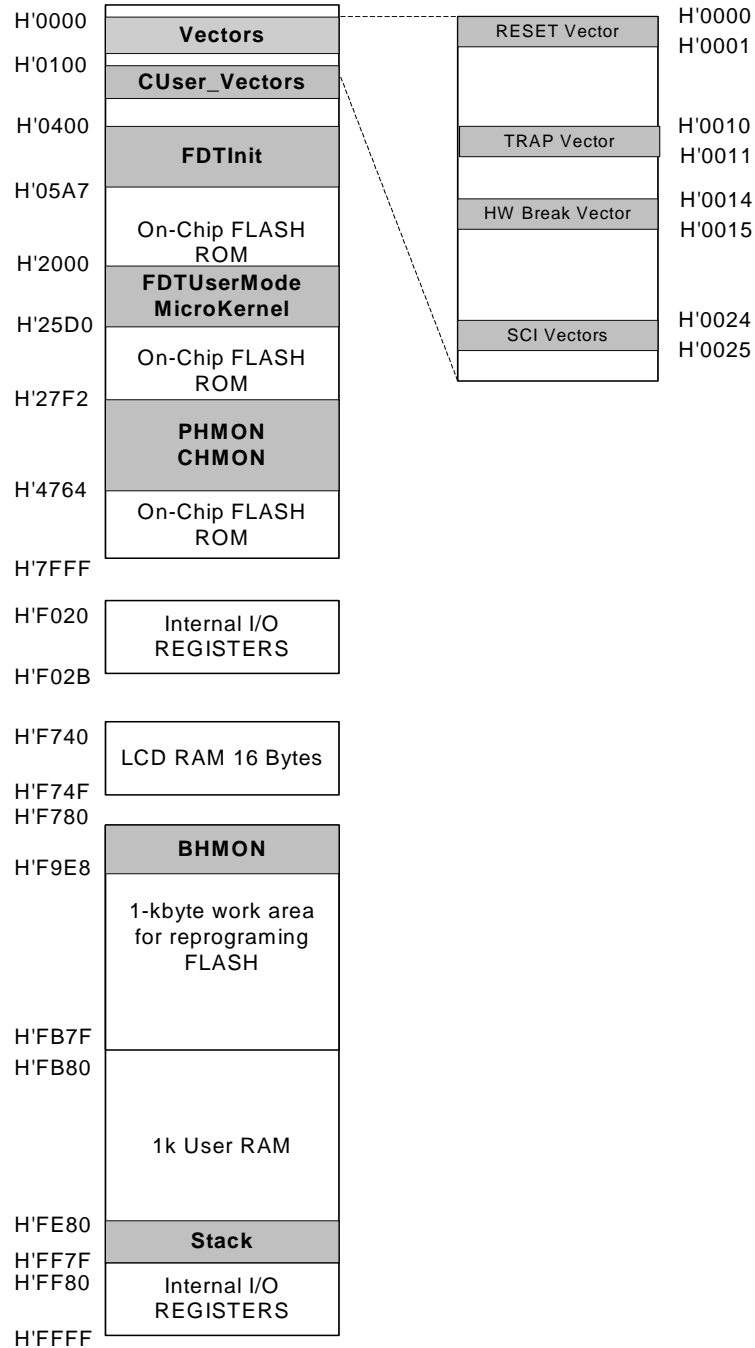 H'0000
Vectors
H'0100
CUser_Vectors
H'0400
FDTInit
H'05A7
On-Chip FLASH
ROM
H'2000
FDTUserMode
MicroKernel
H'25D0
On-Chip FLASH
ROM
H'27F2
PHMON
CHMON
H'4764
On-Chip FLASH
ROM
H'7FFF
H'F020
Internal I/O
REGISTERS
H'F02B
H'F740
LCD RAM 16 Bytes
H'F74F
H'F780
BHMON
H'F9E8
1-kbyte work area
for reprograming
FLASH
H'FB7F
H'FB80
1k User RAM
H'FE80
Stack
H'FF7F
H'FF80
Internal I/O
REGISTERS
H'FFFF
H'0000
RESET Vector
H'0001
H'0010
TRAP Vector
H'0011
H'0014
HW Break Vector
H'0015
H'0024
SCI Vectors
H'0025